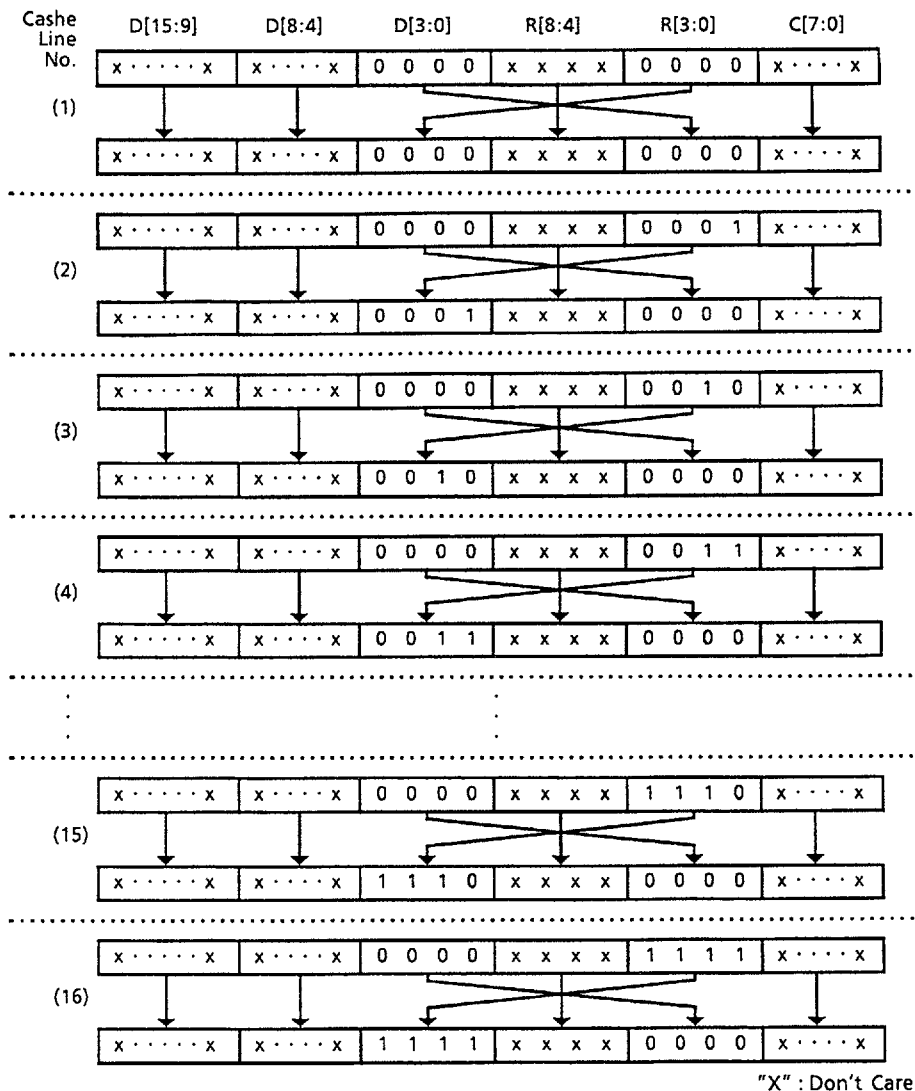 Cashe Line No. D[15:9] D[8:4] D[3:0] R[8:4] R[3:0] C[7:0]
x · · · · · x x · · · · x 0 0 0 0 x x x x 0 0 0 0 x · · · · x
(1)
x · · · · · x x · · · · x 0 0 0 0 x x x x 0 0 0 0 x · · · · x
x · · · · · x x · · · · x 0 0 0 0 x x x x 0 0 0 1 x · · · · x
(2)
x · · · · · x x · · · · x 0 0 0 1 x x x x 0 0 0 0 x · · · · x
x · · · · · x x · · · · x 0 0 0 0 x x x x 0 0 1 0 x · · · · x
(3)
x · · · · · x x · · · · x 0 0 1 0 x x x x 0 0 0 0 x · · · · x
x · · · · · x x · · · · x 0 0 0 0 x x x x 0 0 1 1 x · · · · x
(4)
x · · · · · x x · · · · x 0 0 1 1 x x x x 0 0 0 0 x · · · · x
x · · · · · x x · · · · x 0 0 0 0 x x x x 1 1 1 0 x · · · · x
(15)
x · · · · · x x · · · · x 1 1 1 0 x x x x 0 0 0 0 x · · · · x
x · · · · · x x · · · · x 0 0 0 0 x x x x 1 1 1 1 x · · · · x
(16)
x · · · · · x x · · · · x 1 1 1 1 x x x x 0 0 0 0 x · · · · x
"X" : Don't Care